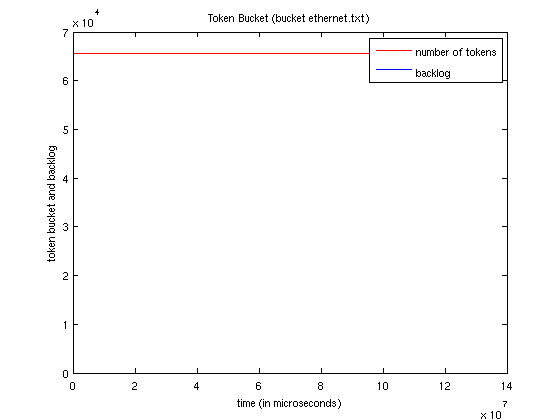 Token Bucket (bucket ethernet.txt)
x 10 4
7
6
5
4
3
2
1
0
token bucket and backlog
number of tokens
backlog
0 2 4 6 8 10 12 14
time (in microseconds)
x 10 7